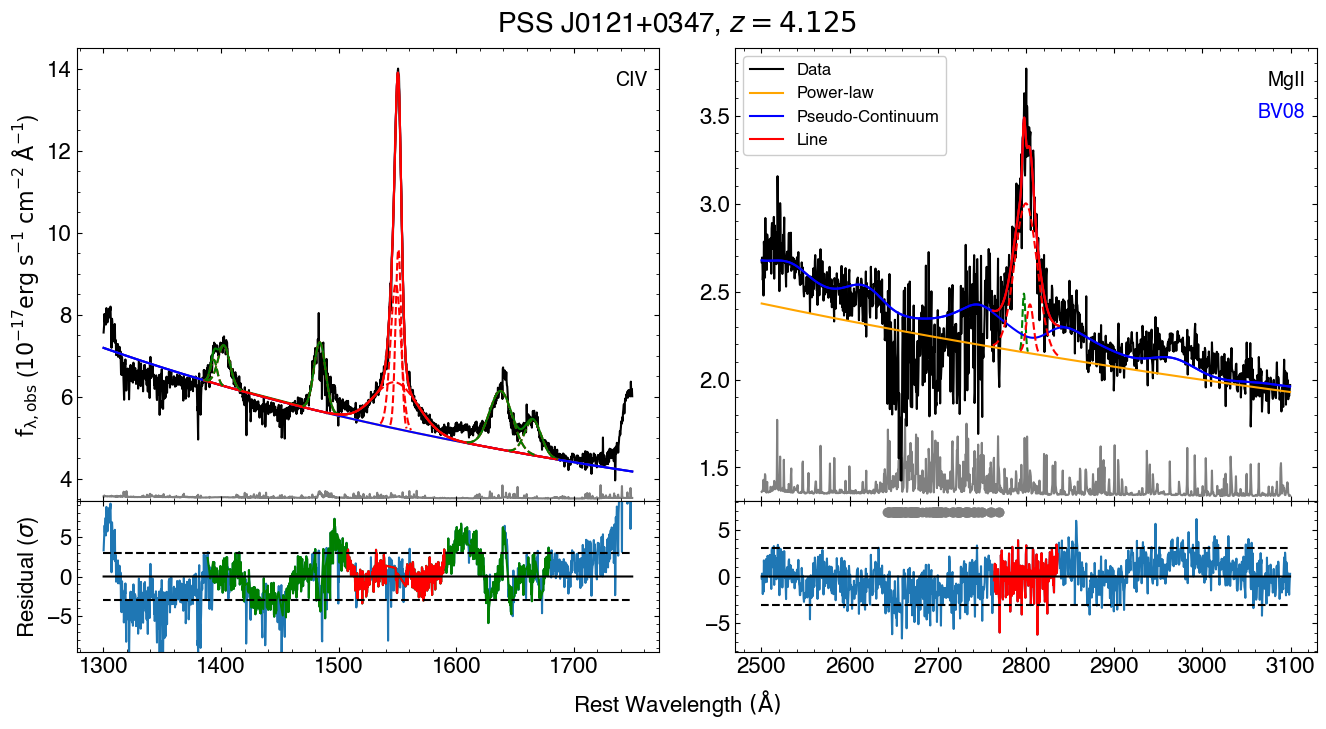 PSS J0121+0347, z = 4.125
CIV
14
12
10
8
6
4
f_λ, obs (10⁻¹⁷ erg s⁻¹ cm⁻² Å⁻¹)
Data
Power-law
Pseudo-Continuum
Line
MgII
BV08
3.5
3.0
2.5
2.0
1.5
5
0
−5
Residual (σ)
5
0
−5
1300 1400 1500 1600 1700
2500 2600 2700 2800 2900 3000 3100
Rest Wavelength (Å)